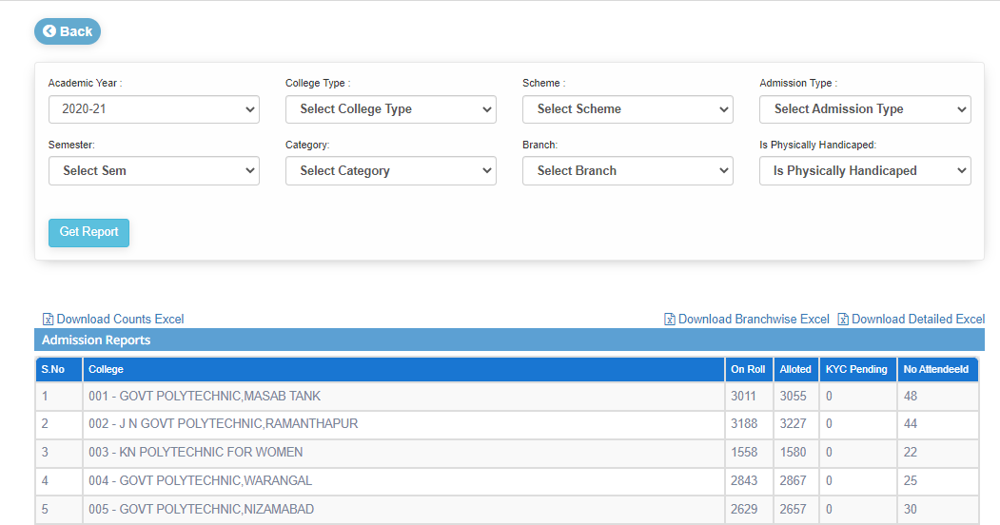 Back
Academic Year : College Type : Scheme : Admission Type :
2020-21 Select College Type Select Scheme Select Admission Type
Semester: Category: Branch: Is Physically Handicaped:
Select Sem Select Category Select Branch Is Physically Handicaped
Get Report
Download Counts Excel Download Branchwise Excel Download Detailed Excel
Admission Reports
S.No College On Roll Alloted KYC Pending No AttendeeId
1 001 - GOVT POLYTECHNIC,MASAB TANK 3011 3055 0 48
2 002 - J N GOVT POLYTECHNIC,RAMANTHAPUR 3188 3227 0 44
3 003 - KN POLYTECHNIC FOR WOMEN 1558 1580 0 22
4 004 - GOVT POLYTECHNIC,WARANGAL 2843 2867 0 25
5 005 - GOVT POLYTECHNIC,NIZAMABAD 2629 2657 0 30